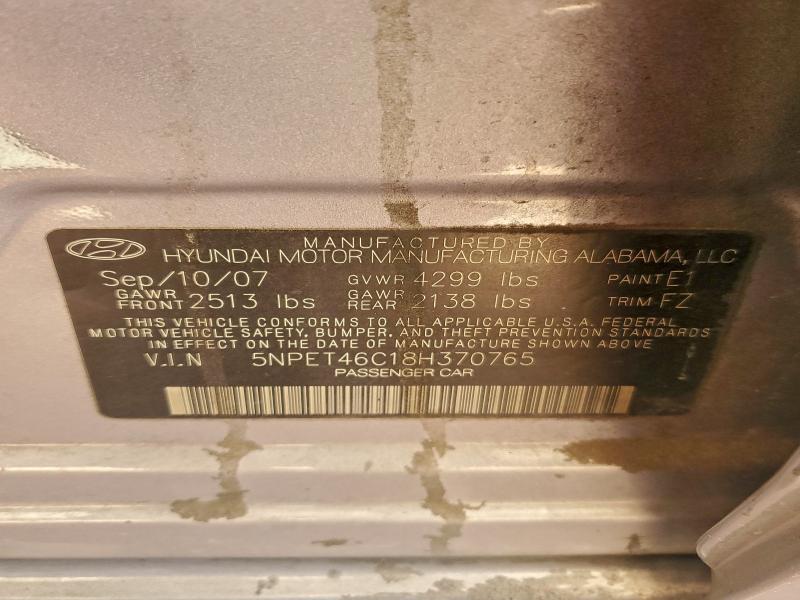 MANUFACTURED BY
HYUNDAI MOTOR MANUFACTURING ALABAMA, LLC
Sep/10/07 GVWR 4299 lbs PAINT E1
GAWR FRONT 2513 lbs GAWR REAR 2138 lbs TRIM FZ
THIS VEHICLE CONFORMS TO ALL APPLICABLE U.S.A. FEDERAL
MOTOR VEHICLE SAFETY, BUMPER, AND THEFT PREVENTION STANDARDS
IN EFFECT ON THE DATE OF MANUFACTURE SHOWN ABOVE.
V.I.N 5NPET46C18H370765
PASSENGER CAR